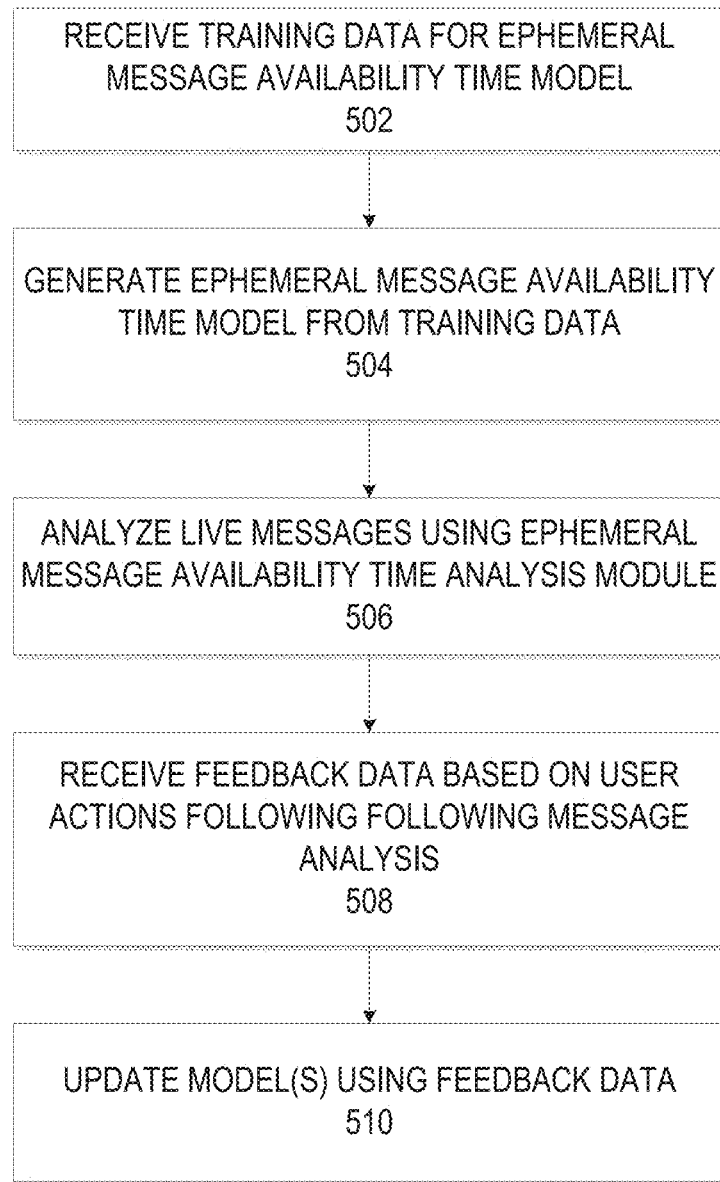 RECEIVE TRAINING DATA FOR EPHEMERAL
MESSAGE AVAILABILITY TIME MODEL
502
GENERATE EPHEMERAL MESSAGE AVAILABILITY
TIME MODEL FROM TRAINING DATA
504
ANALYZE LIVE MESSAGES USING EPHEMERAL
MESSAGE AVAILABILITY TIME ANALYSIS MODULE
506
RECEIVE FEEDBACK DATA BASED ON USER
ACTIONS FOLLOWING FOLLOWING MESSAGE
ANALYSIS
508
UPDATE MODEL(S) USING FEEDBACK DATA
510